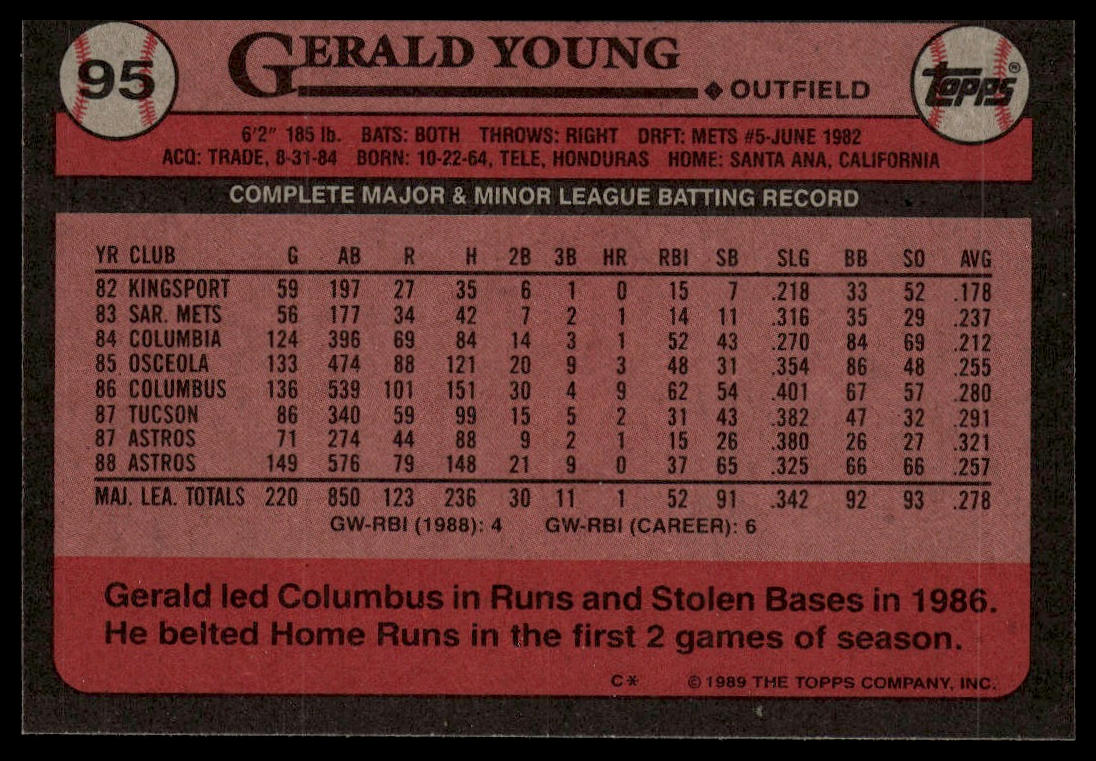 95
GERALD YOUNG
◆ OUTFIELD
TOPPS®
6'2" 185 lb. BATS: BOTH THROWS: RIGHT DRFT: METS #5-JUNE 1982
ACQ: TRADE, 8-31-84 BORN: 10-22-64, TELE, HONDURAS HOME: SANTA ANA, CALIFORNIA
COMPLETE MAJOR & MINOR LEAGUE BATTING RECORD
YR CLUB G AB R H 2B 3B HR RBI SB SLG BB SO AVG
82 KINGSPORT 59 197 27 35 6 1 0 15 7 .218 33 52 .178
83 SAR. METS 56 177 34 42 7 2 1 14 11 .316 35 29 .237
84 COLUMBIA 124 396 69 84 14 3 1 52 43 .270 84 69 .212
85 OSCEOLA 133 474 88 121 20 9 3 48 31 .354 86 48 .255
86 COLUMBUS 136 539 101 151 30 4 9 62 54 .401 67 57 .280
87 TUCSON 86 340 59 99 15 5 2 31 43 .382 47 32 .291
87 ASTROS 71 274 44 88 9 2 1 15 26 .380 26 27 .321
88 ASTROS 149 576 79 148 21 9 0 37 65 .325 66 66 .257
MAJ. LEA. TOTALS 220 850 123 236 30 11 1 52 91 .342 92 93 .278
GW-RBI (1988): 4 GW-RBI (CAREER): 6
Gerald led Columbus in Runs and Stolen Bases in 1986.
He belted Home Runs in the first 2 games of season.
C* © 1989 THE TOPPS COMPANY, INC.